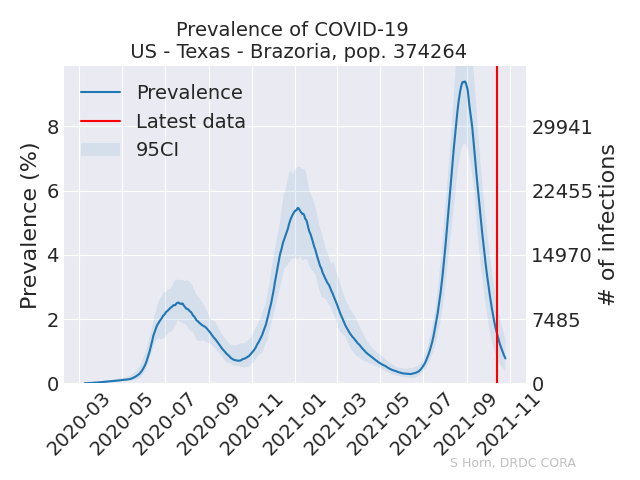 Prevalence of COVID-19
US - Texas - Brazoria, pop. 374264
Prevalence
Latest data
95CI
Prevalence (%)
8
6
4
2
0
29941
22455
14970
7485
0
# of infections
2020-03
2020-05
2020-07
2020-09
2020-11
2021-01
2021-03
2021-05
2021-07
2021-09
2021-11
S Horn, DRDC CORA